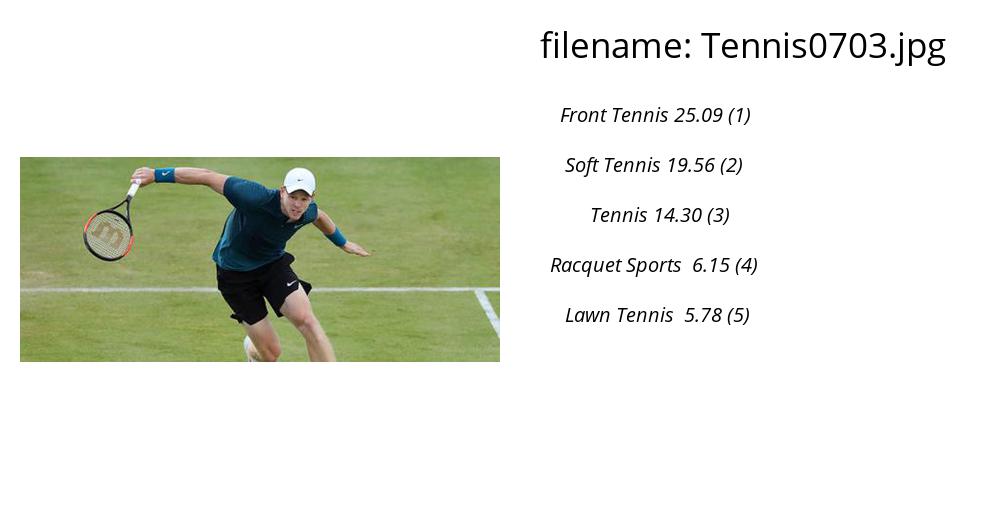 filename: Tennis0703.jpg
Front Tennis 25.09 (1)
Soft Tennis 19.56 (2)
Tennis 14.30 (3)
Racquet Sports 6.15 (4)
Lawn Tennis 5.78 (5)